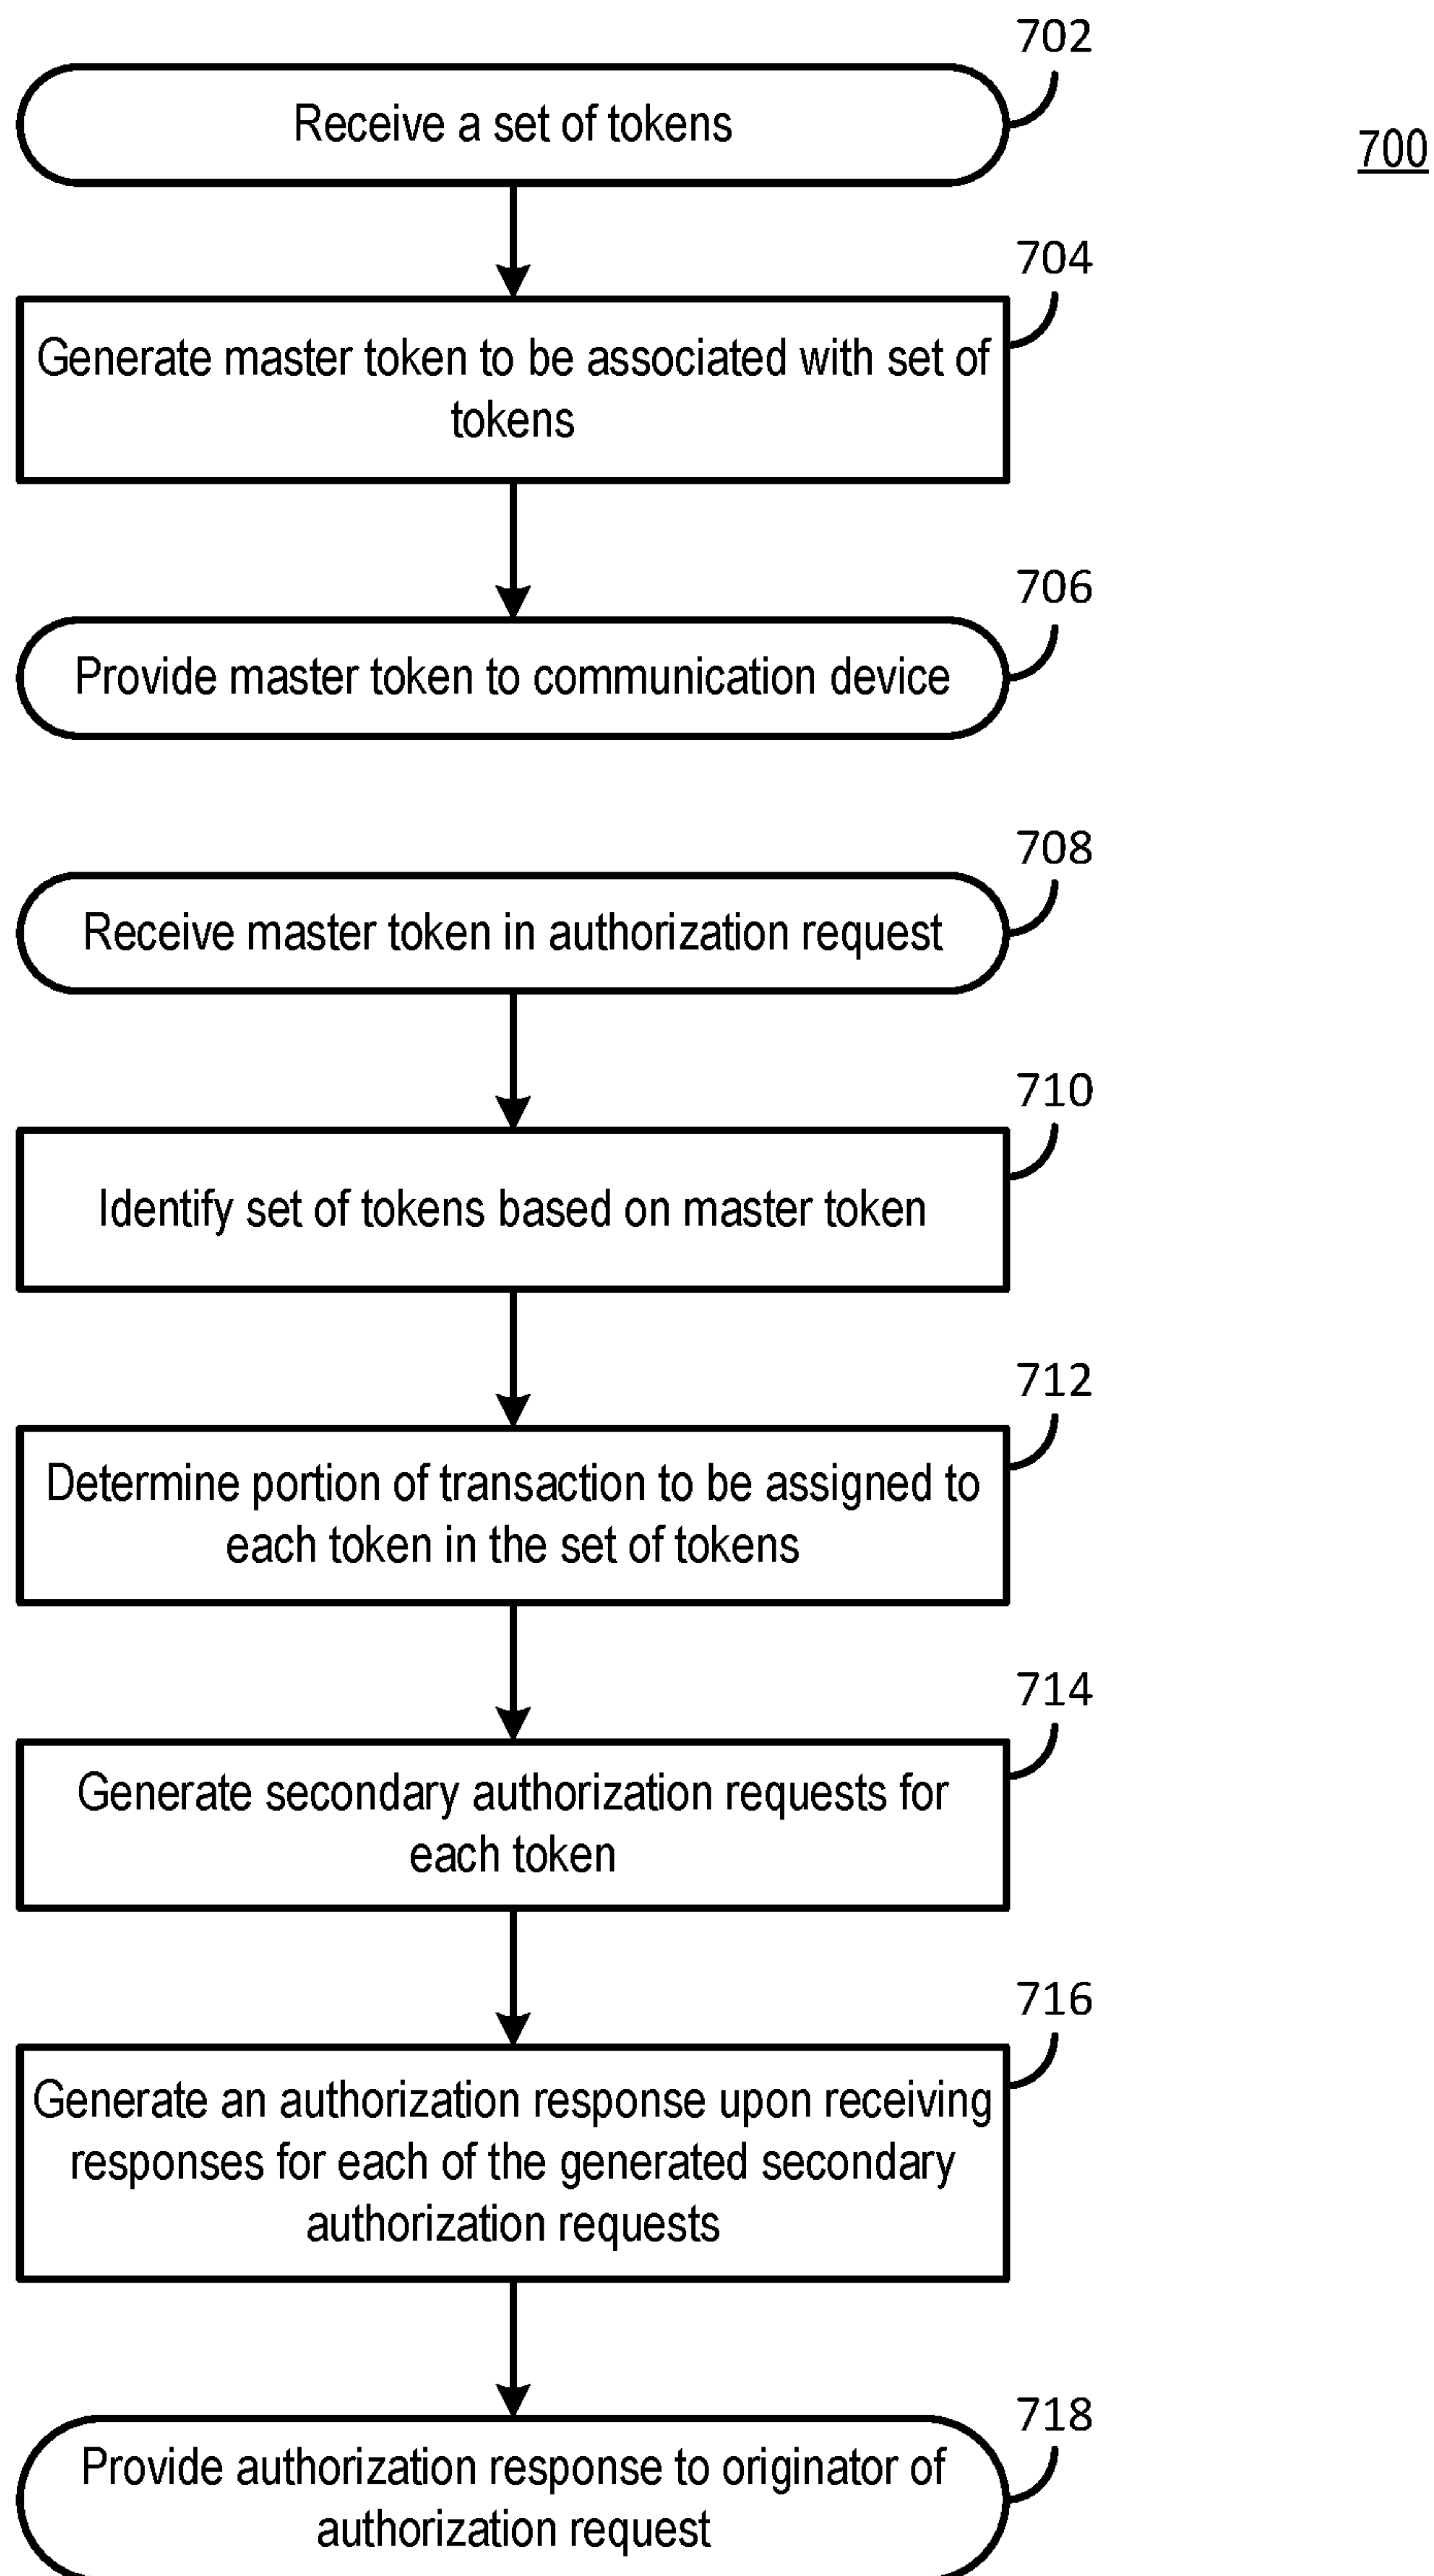 702
Receive a set of tokens
700
704
Generate master token to be associated with set of
tokens
706
Provide master token to communication device
708
Receive master token in authorization request
710
Identify set of tokens based on master token
712
Determine portion of transaction to be assigned to
each token in the set of tokens
714
Generate secondary authorization requests for
each token
716
Generate an authorization response upon receiving
responses for each of the generated secondary
authorization requests
718
Provide authorization response to originator of
authorization request